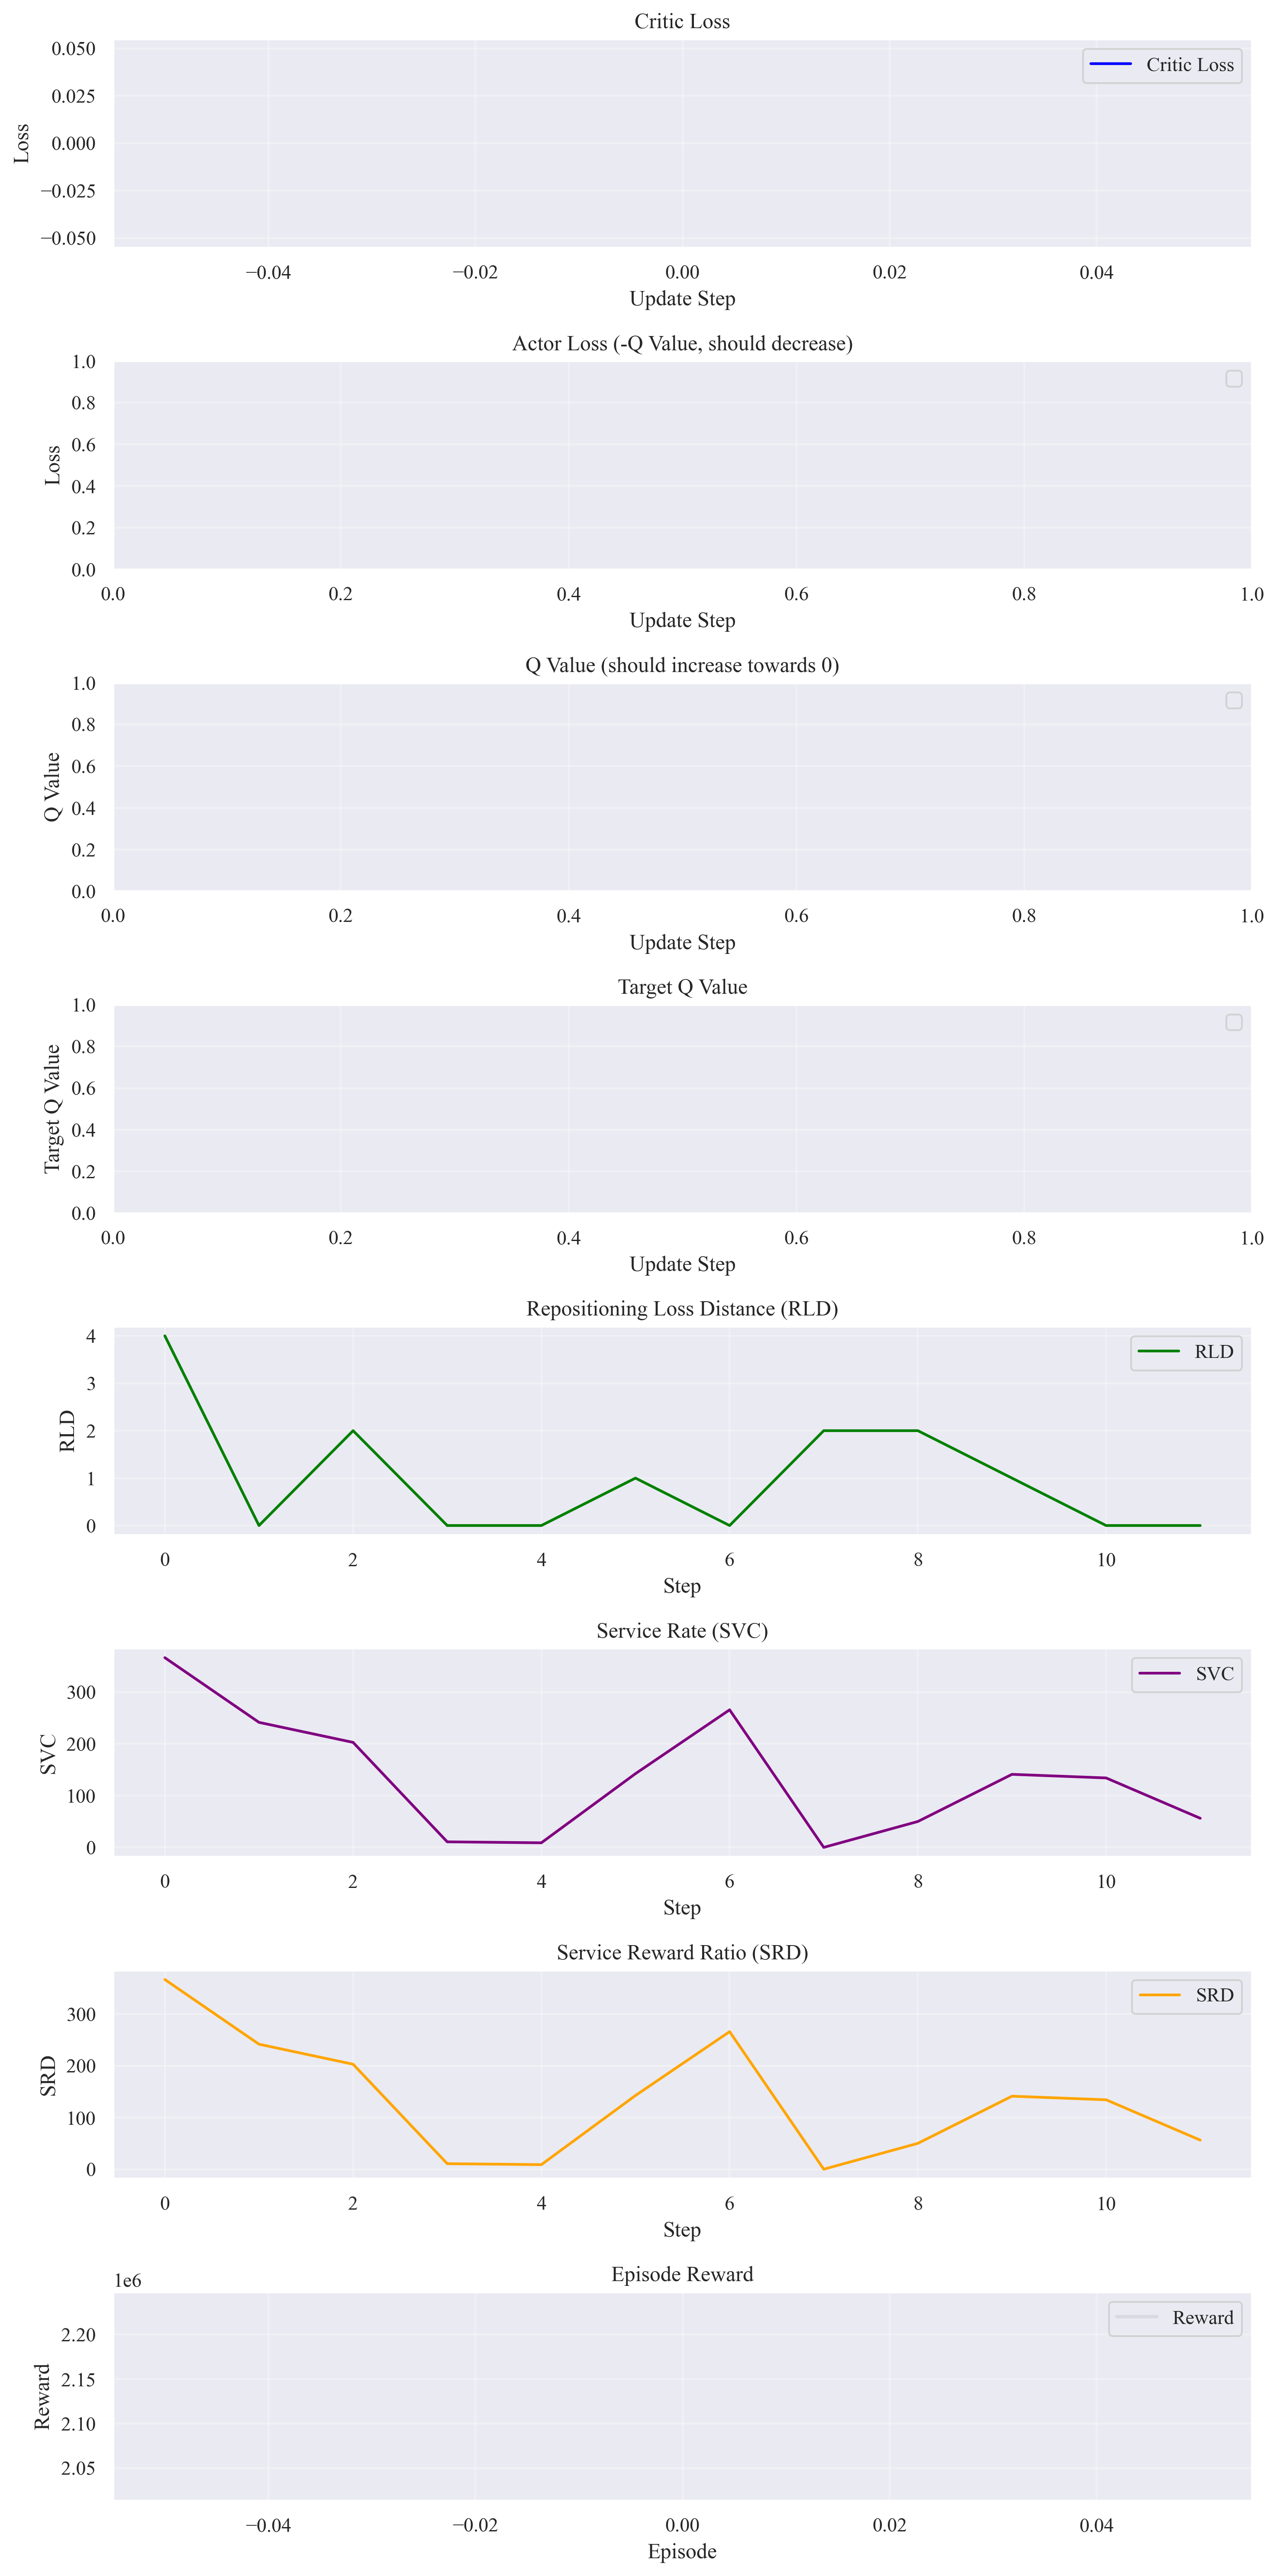 Critic Loss
0.050
0.025
0.000
−0.025
−0.050
Loss
Critic Loss
−0.04 −0.02 0.00 0.02 0.04
Update Step
Actor Loss (-Q Value, should decrease)
1.0
0.8
0.6
0.4
0.2
0.0
Loss
0.0 0.2 0.4 0.6 0.8 1.0
Update Step
Q Value (should increase towards 0)
1.0
0.8
0.6
0.4
0.2
0.0
Q Value
0.0 0.2 0.4 0.6 0.8 1.0
Update Step
Target Q Value
1.0
0.8
0.6
0.4
0.2
0.0
Target Q Value
0.0 0.2 0.4 0.6 0.8 1.0
Update Step
Repositioning Loss Distance (RLD)
4
3
2
1
0
RLD
RLD
0 2 4 6 8 10
Step
Service Rate (SVC)
300
200
100
0
SVC
SVC
0 2 4 6 8 10
Step
Service Reward Ratio (SRD)
300
200
100
0
SRD
SRD
0 2 4 6 8 10
Step
Episode Reward
1e6
2.20
2.15
2.10
2.05
Reward
Reward
−0.04 −0.02 0.00 0.02 0.04
Episode